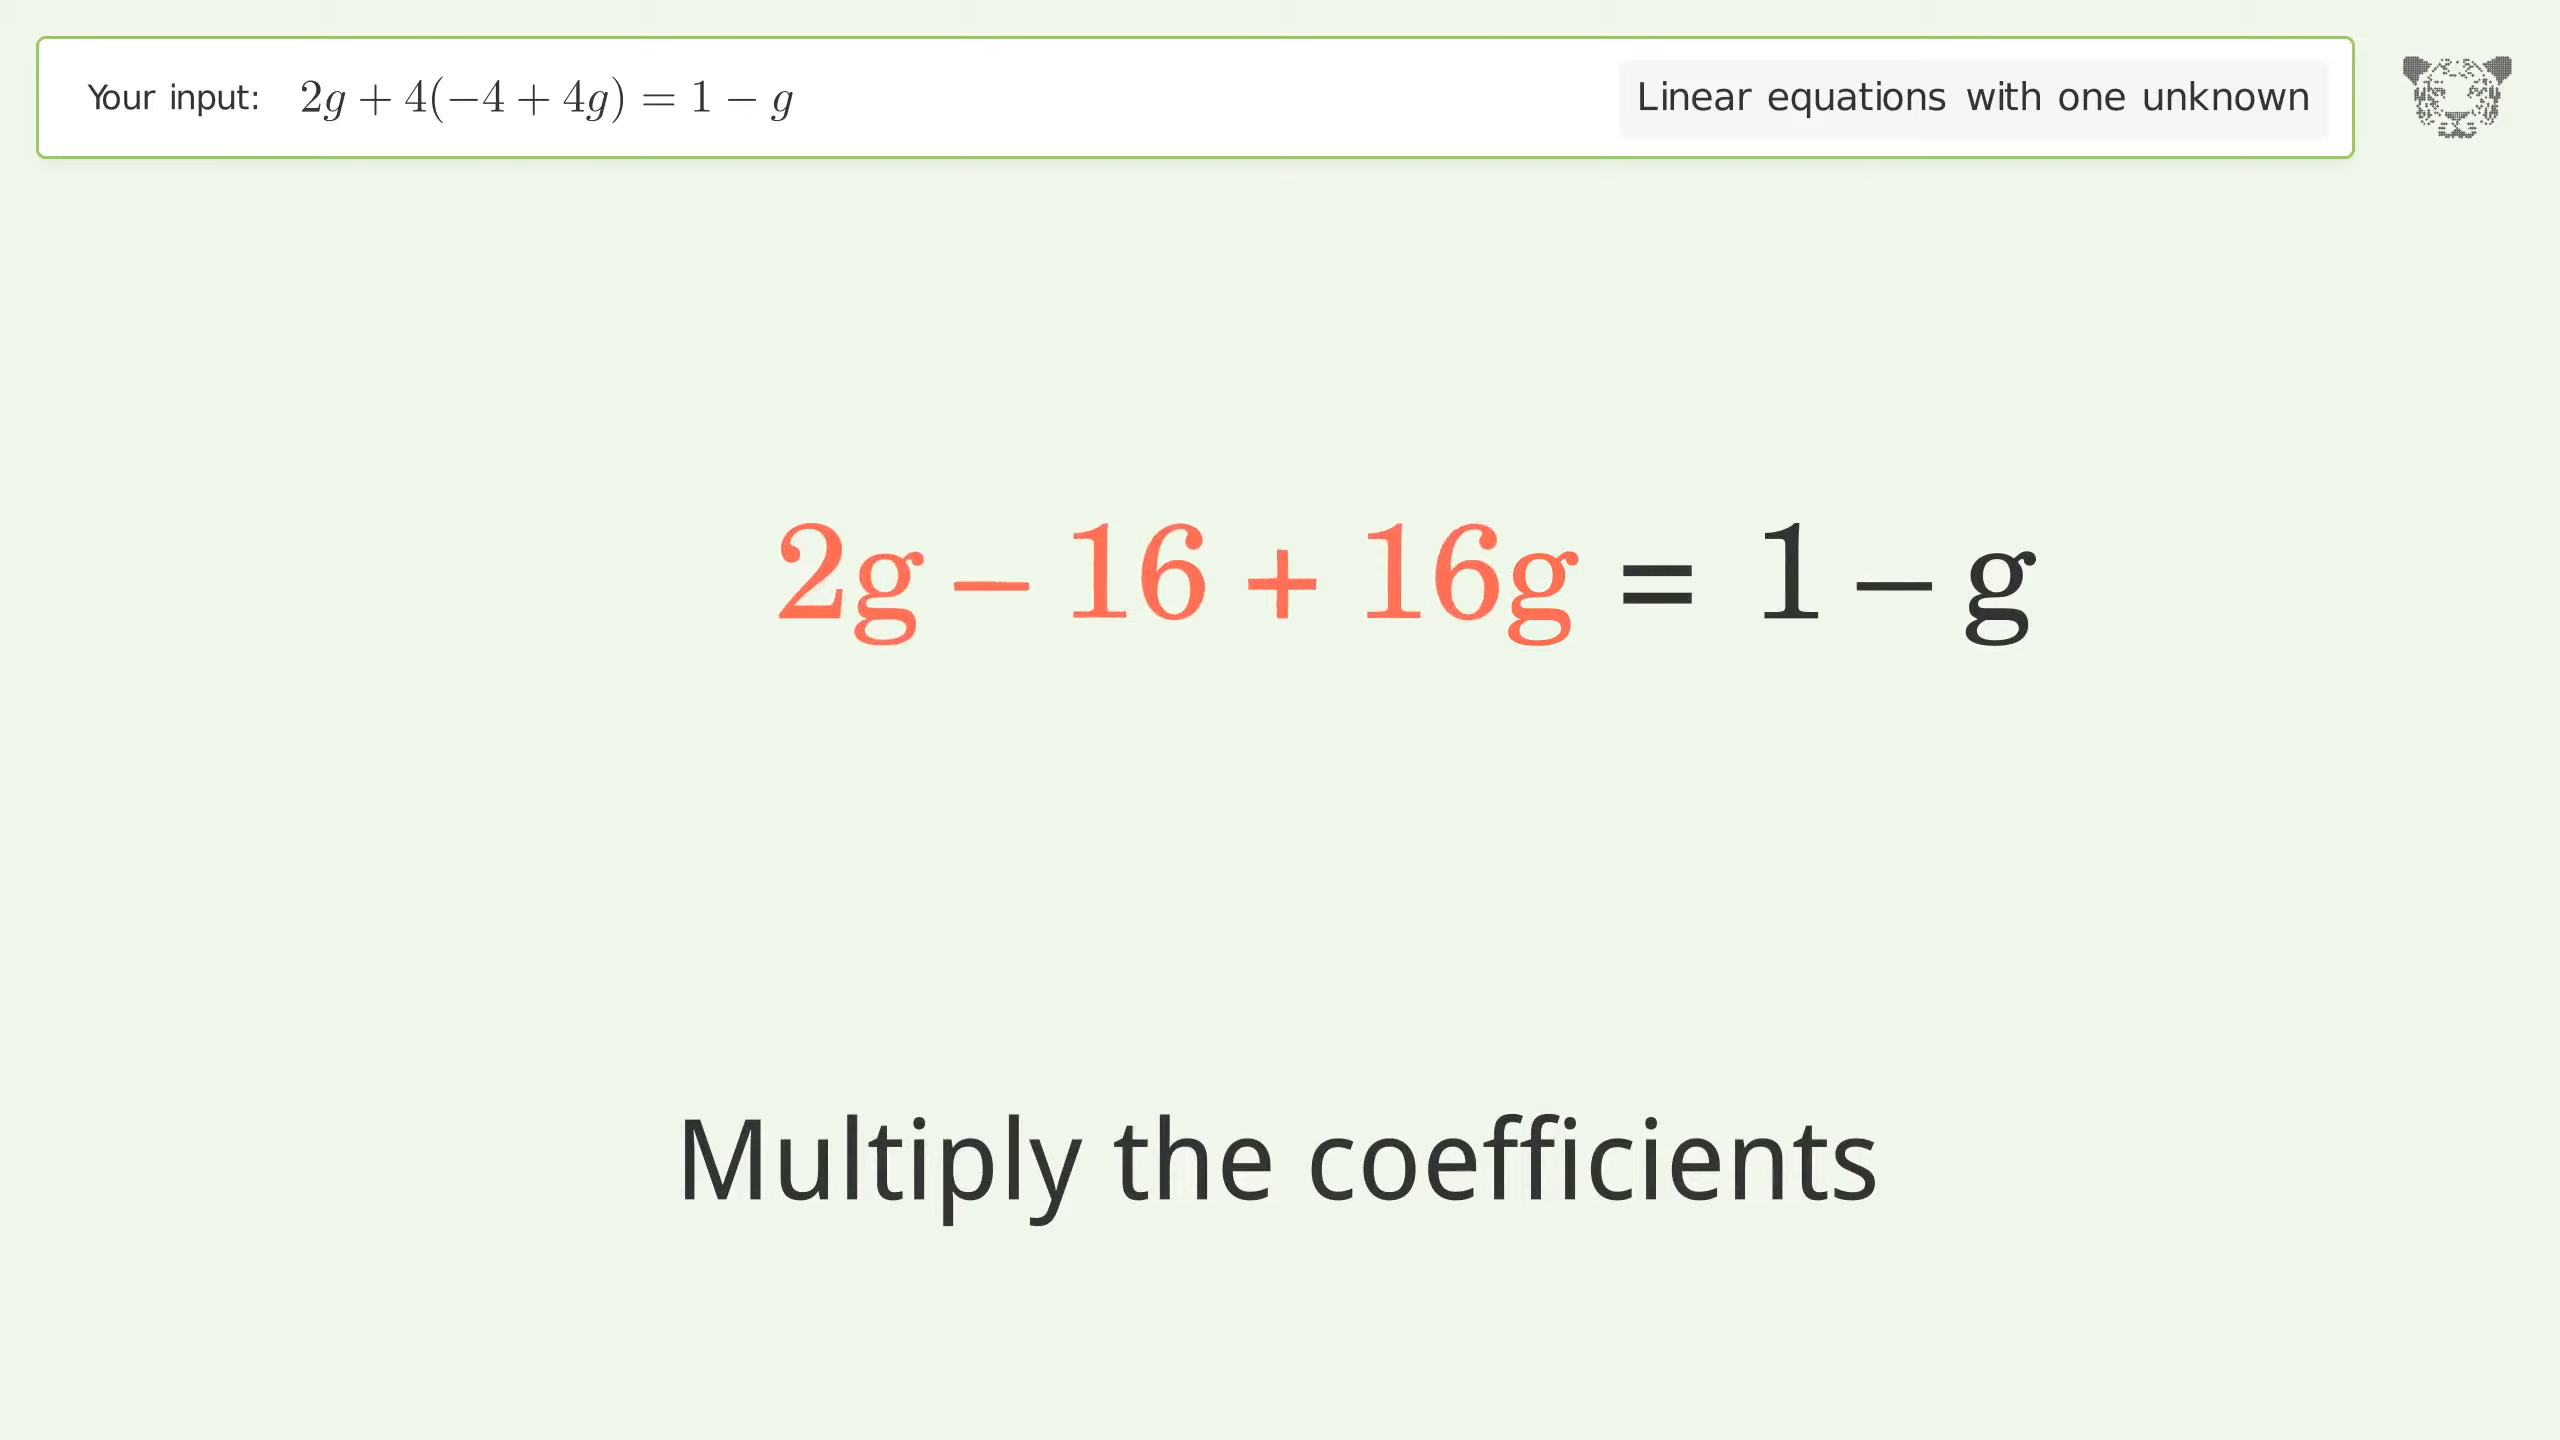 Your input: 2g + 4(−4 + 4g) = 1 − g
Linear equations with one unknown
2g − 16 + 16g = 1 − g
Multiply the coefficients